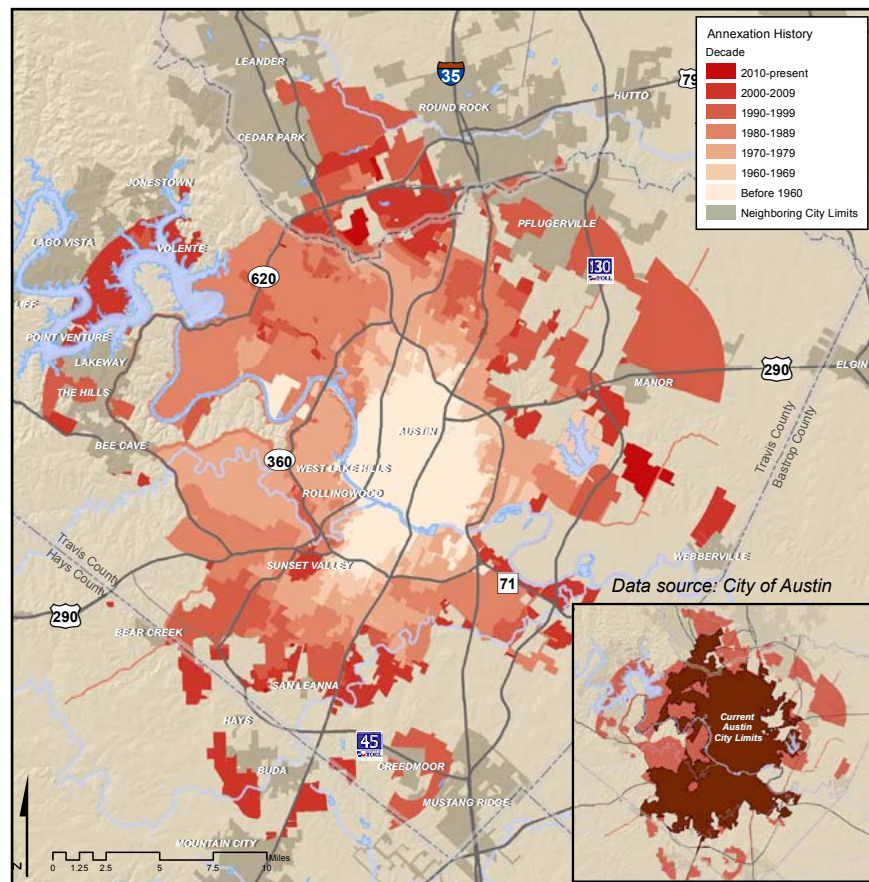 Annexation History
Decade
2010-present
2000-2009
1990-1999
1980-1989
1970-1979
1960-1969
Before 1960
Neighboring City Limits
LEANDER
35
79
HUTTO
ROUND ROCK
CEDAR PARK
JONESTOWN
PFLUGERVILLE
LAGO VISTA
VOLENTE
620
130
TOLL
LIFF
POINT VENTURE
LAKEWAY
290
ELGIN
MANOR
THE HILLS
AUSTIN
BEE CAVE
360
WEST LAKE HILLS
ROLLINGWOOD
Travis County
Bastrop County
Travis County
Hays County
SUNSET VALLEY
WEBBERVILLE
71
Data source: City of Austin
290
BEAR CREEK
SAN LEANNA
HAYS
45
TOLL
BUDA
CREEDMOOR
MUSTANG RIDGE
MOUNTAIN CITY
Current
Austin
City Limits
N
0 1.25 2.5 5 7.5 10
Miles